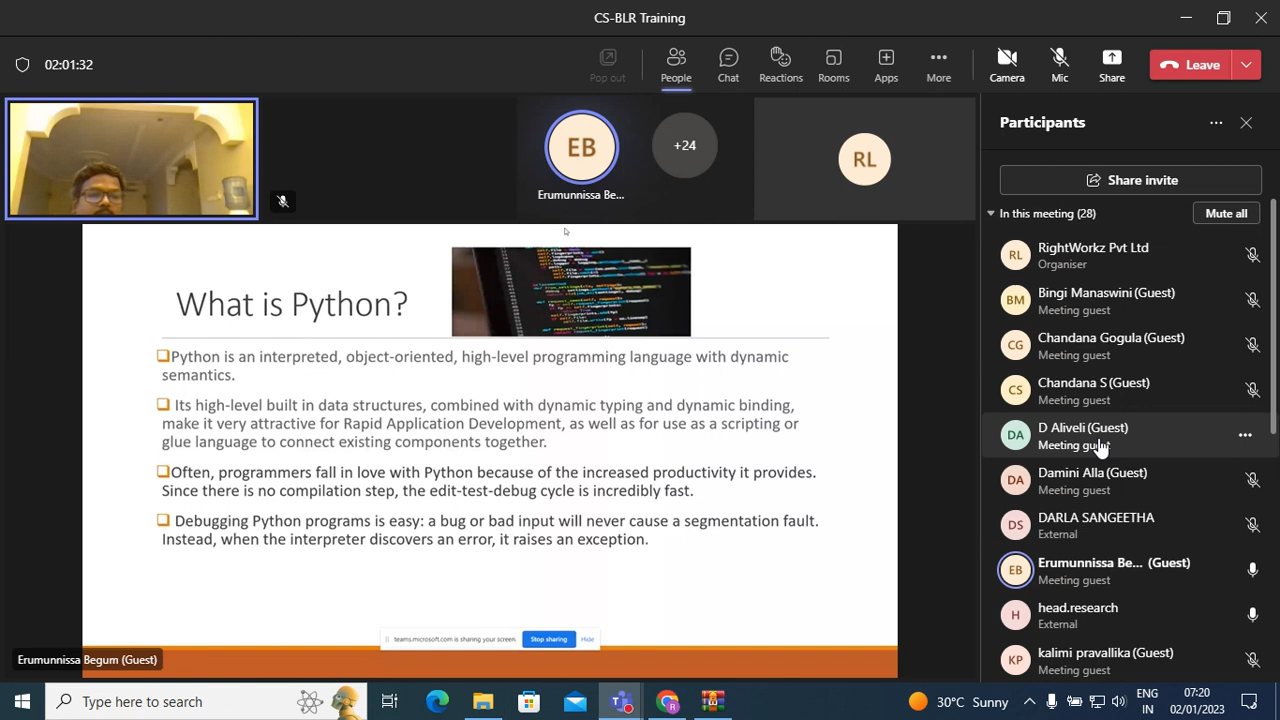 CS-BLR Training
02:01:32
Pop out
People
Chat
Reactions
Rooms
Apps
More
Camera
Mic
Share
Leave
EB
Erumunnissa Be...
+24
RL
Participants
Share invite
In this meeting (28)
Mute all
RL
RightWorkz Pvt Ltd
Organiser
BM
(Guest)
Meeting guest
CG
Chandana Gogula (Guest)
Meeting guest
CS
Chandana S (Guest)
Meeting guest
DA
D Aliveli (Guest)
Meeting guest
DA
Damini Alla (Guest)
Meeting guest
DS
DARLA SANGEETHA
External
EB
Erumunnissa Be... (Guest)
Meeting guest
H
head.research
External
KP
kalimi pravallika (Guest)
Meeting guest
What is Python?
Python is an interpreted, object-oriented, high-level programming language with dynamic
semantics.
Its high-level built in data structures, combined with dynamic typing and dynamic binding,
make it very attractive for Rapid Application Development, as well as for use as a scripting or
glue language to connect existing components together.
Often, programmers fall in love with Python because of the increased productivity it provides.
Since there is no compilation step, the edit-test-debug cycle is incredibly fast.
Debugging Python programs is easy: a bug or bad input will never cause a segmentation fault.
Instead, when the interpreter discovers an error, it raises an exception.
teams.microsoft.com is sharing your screen.
Stop sharing
Hide
Erumunnissa Begum (Guest)
Type here to search
30°C Sunny
ENG
IN
07:20
02/01/2023